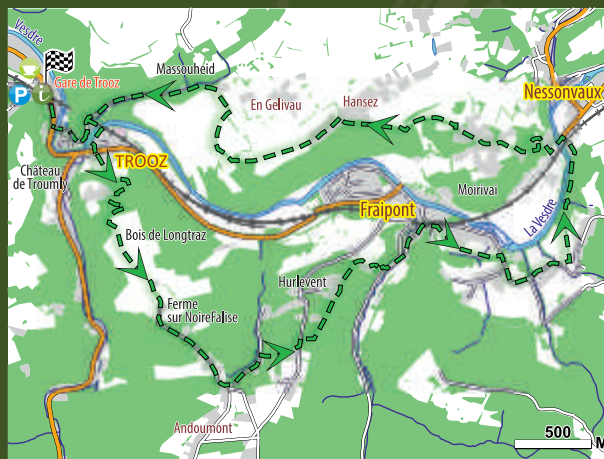 Vesdre
Massouheid
Gare de Trooz
P
i
En Gelivau
Hansez
Nessonvaux
TROOZ
Château
de Troumly
Moirivai
Fraipont
La Vesdre
Bois de Longtraz
Hurlevent
Ferme
sur NoireFalise
Andoumont
500
M